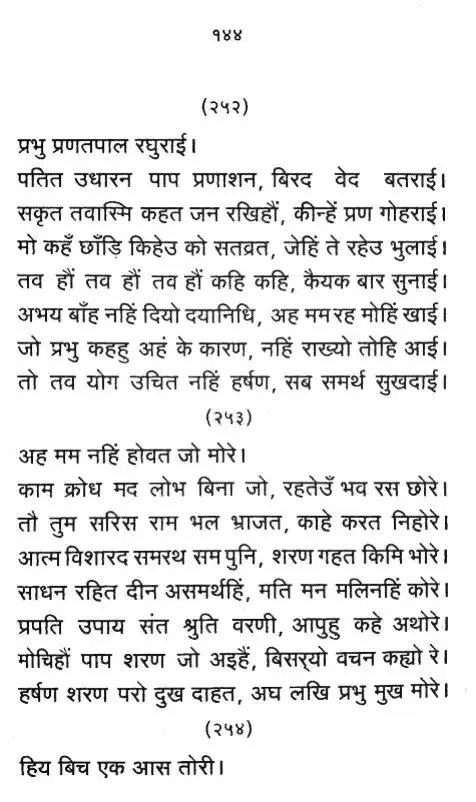 १४४
(२५२)
प्रभु प्रणतपाल रघुराई।
पतित उधारन पाप प्रणाशन, बिरद वेद बतराई।
सकृत तवास्मि कहत जन रखिहौं, कीन्हें प्रण गोहराई।
मो कहँ छाँड़ि किहेउ को सतव्रत, जेहिं ते रहेउ भुलाई।
तव हौं तव हौं तव हौं कहि कहि, कैयक बार सुनाई।
अभय बाँह नहिं दियो दयानिधि, अह मम रह मोहिं खाई।
जो प्रभु कहहु अहं के कारण, नहिं राख्यो तोहि आई।
तो तव योग उचित नहिं हर्षण, सब समर्थ सुखदाई।
(२५३)
अह मम नहिं होवत जो मोरे।
काम क्रोध मद लोभ बिना जो, रहतेउँ भव रस छोरे।
तौ तुम सरिस राम भल भ्राजत, काहे करत निहोरे।
आत्म विशारद समरथ सम पुनि, शरण गहत किमि भोरे।
साधन रहित दीन असमर्थहिं, मति मन मलिनहिं कोरे।
प्रपति उपाय संत श्रुति वरणी, आपुहु कहे अथोरे।
मोचिहौं पाप शरण जो अइहैं, बिसर्‌यो वचन कह्यो रे।
हर्षण शरण परो दुख दाहत, अघ लखि प्रभु मुख मोरे।
(२५४)
हिय बिच एक आस तोरी।